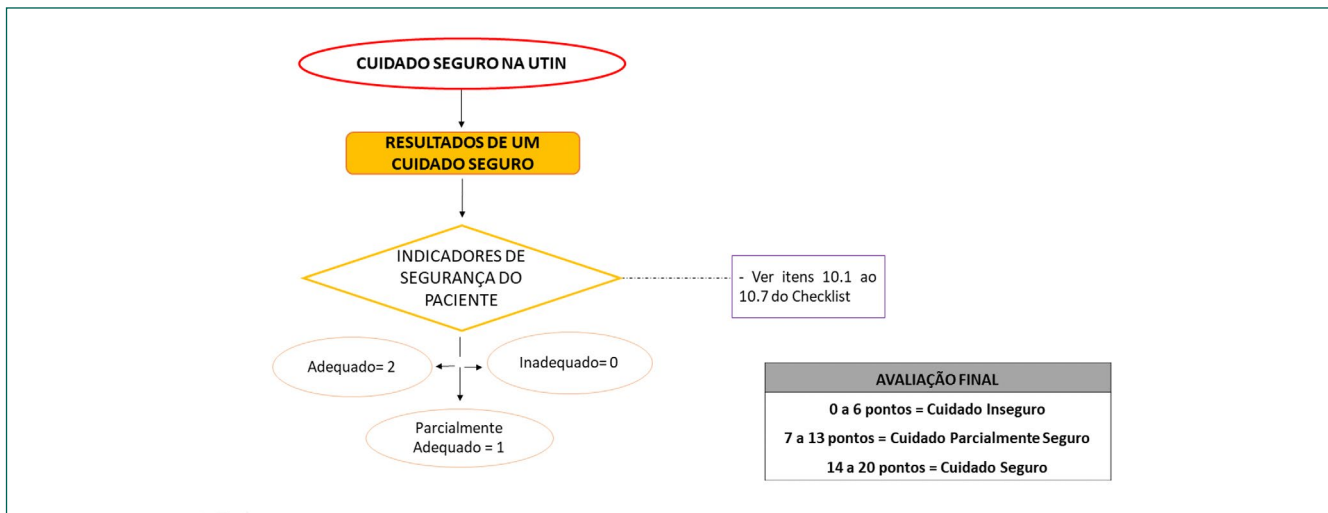 CUIDADO SEGURO NA UTIN
RESULTADOS DE UM
CUIDADO SEGURO
INDICADORES DE
SEGURANÇA DO
PACIENTE
- Ver itens 10.1 ao
10.7 do Checklist
Adequado= 2
Inadequado= 0
Parcialmente
Adequado = 1
AVALIAÇÃO FINAL
0 a 6 pontos = Cuidado Inseguro
7 a 13 pontos = Cuidado Parcialmente Seguro
14 a 20 pontos = Cuidado Seguro